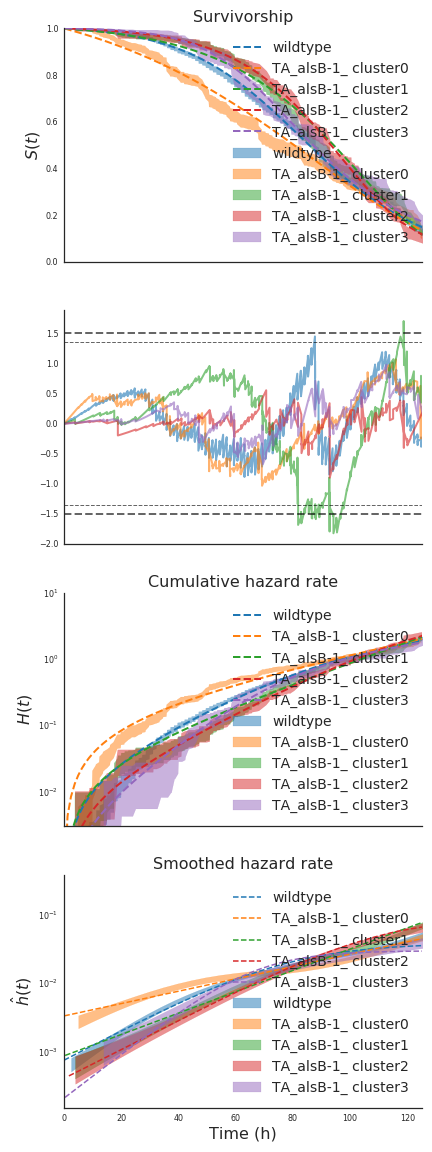 Survivorship
1.0
wildtype
TA_alsB-1_ cluster0
0.8
TA_alsB-1_ cluster1
TA_alsB-1_ cluster2
0.6
TA_alsB-1_ cluster3
S(t)
wildtype
0.4
TA_alsB-1_ cluster0
TA_alsB-1_ cluster1
0.2
TA_alsB-1_ cluster2
TA_alsB-1_ cluster3
0.0
1.5
1.0
0.5
0.0
−0.5
−1.0
−1.5
−2.0
Cumulative hazard rate
10^1
wildtype
TA_alsB-1_ cluster0
10^0
TA_alsB-1_ cluster1
TA_alsB-1_ cluster2
TA_alsB-1_ cluster3
H(t)
10^-1
wildtype
TA_alsB-1_ cluster0
TA_alsB-1_ cluster1
10^-2
TA_alsB-1_ cluster2
TA_alsB-1_ cluster3
Smoothed hazard rate
wildtype
10^-1
TA_alsB-1_ cluster0
TA_alsB-1_ cluster1
TA_alsB-1_ cluster2
10^-2
TA_alsB-1_ cluster3
ĥ(t)
wildtype
TA_alsB-1_ cluster0
10^-3
TA_alsB-1_ cluster1
TA_alsB-1_ cluster2
TA_alsB-1_ cluster3
0 20 40 60 80 100 120
Time (h)